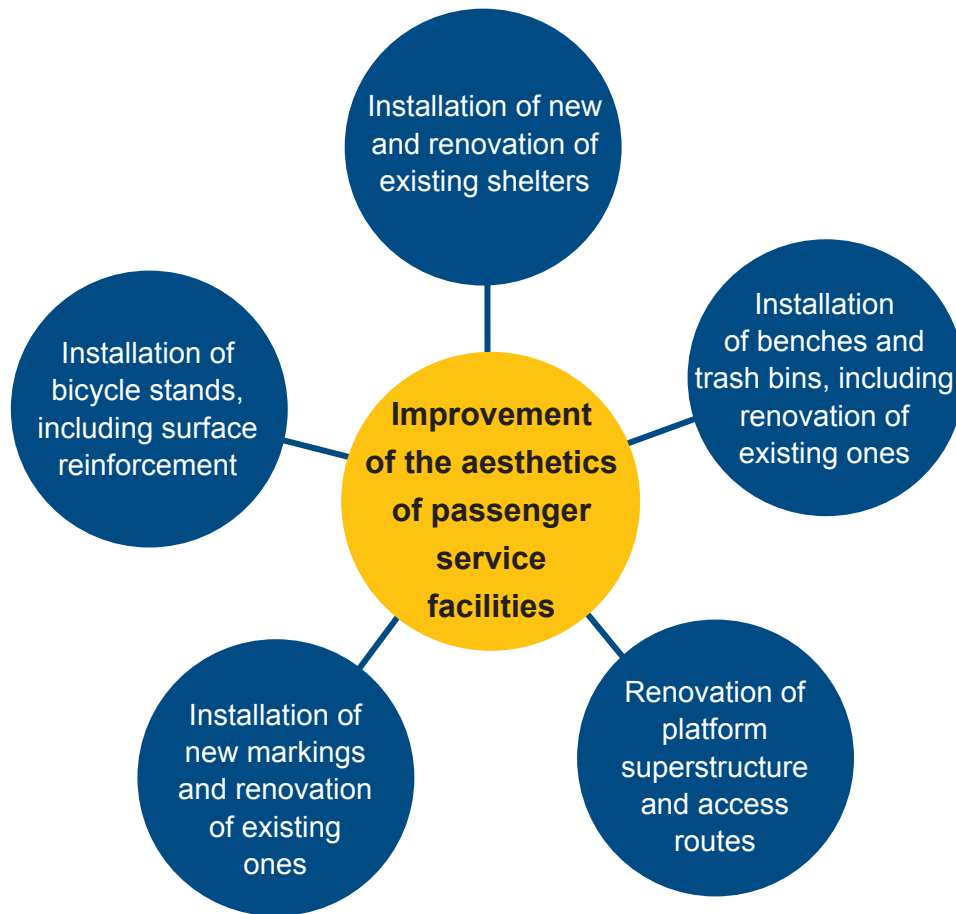 Installation of new
and renovation of
existing shelters
Installation
of benches and
trash bins, including
renovation of
existing ones
Installation of
bicycle stands,
including surface
reinforcement
Improvement
of the aesthetics
of passenger
service
facilities
Renovation of
platform
superstructure
and access
routes
Installation of
new markings
and renovation
of existing
ones